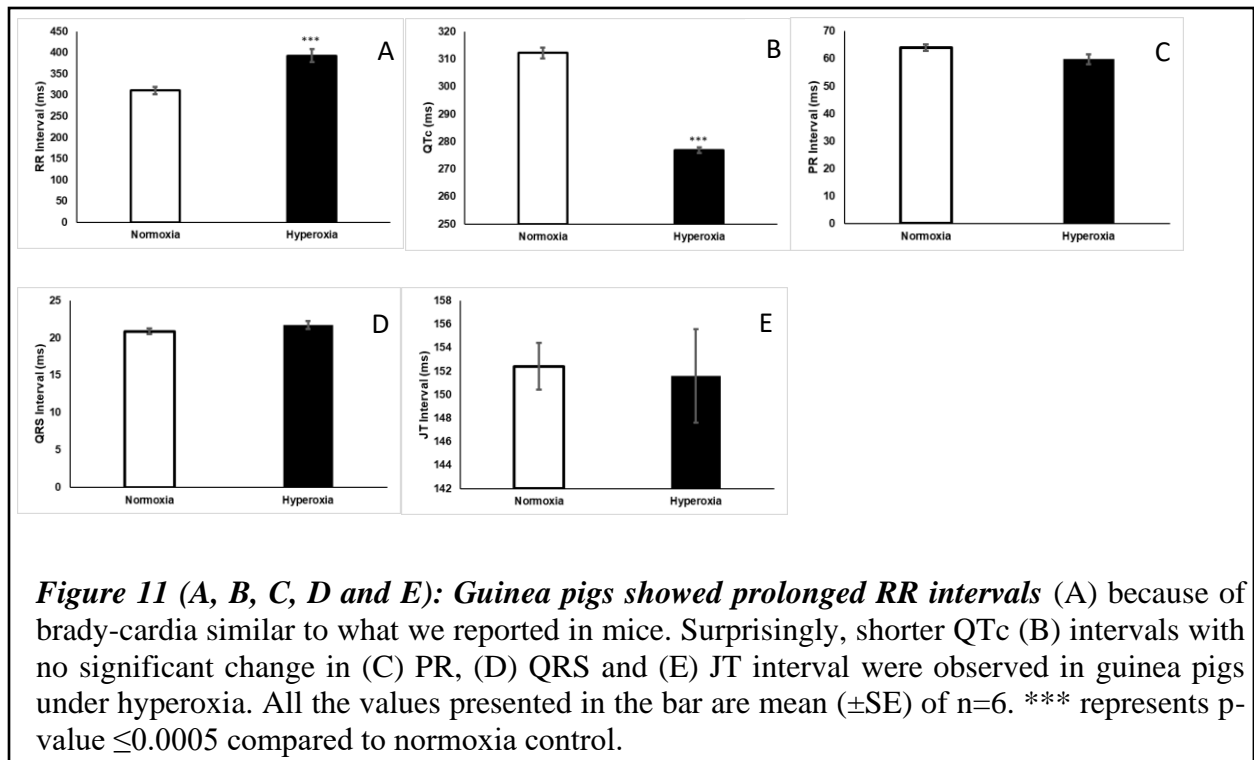 A
***
450
400
350
300
250
200
150
100
50
0
RR Interval (ms)
Normoxia Hyperoxia
B
***
320
310
300
290
280
270
260
250
QTc (ms)
Normoxia Hyperoxia
C
70
60
50
40
30
20
10
0
PR Interval (ms)
Normoxia Hyperoxia
D
25
20
15
10
5
0
QRS Interval (ms)
Normoxia Hyperoxia
E
158
156
154
152
150
148
146
144
142
JT Interval (ms)
Normoxia Hyperoxia
Figure 11 (A, B, C, D and E): Guinea pigs showed prolonged RR intervals (A) because of
brady-cardia similar to what we reported in mice. Surprisingly, shorter QTc (B) intervals with
no significant change in (C) PR, (D) QRS and (E) JT interval were observed in guinea pigs
under hyperoxia. All the values presented in the bar are mean (±SE) of n=6. *** represents p-
value ≤0.0005 compared to normoxia control.